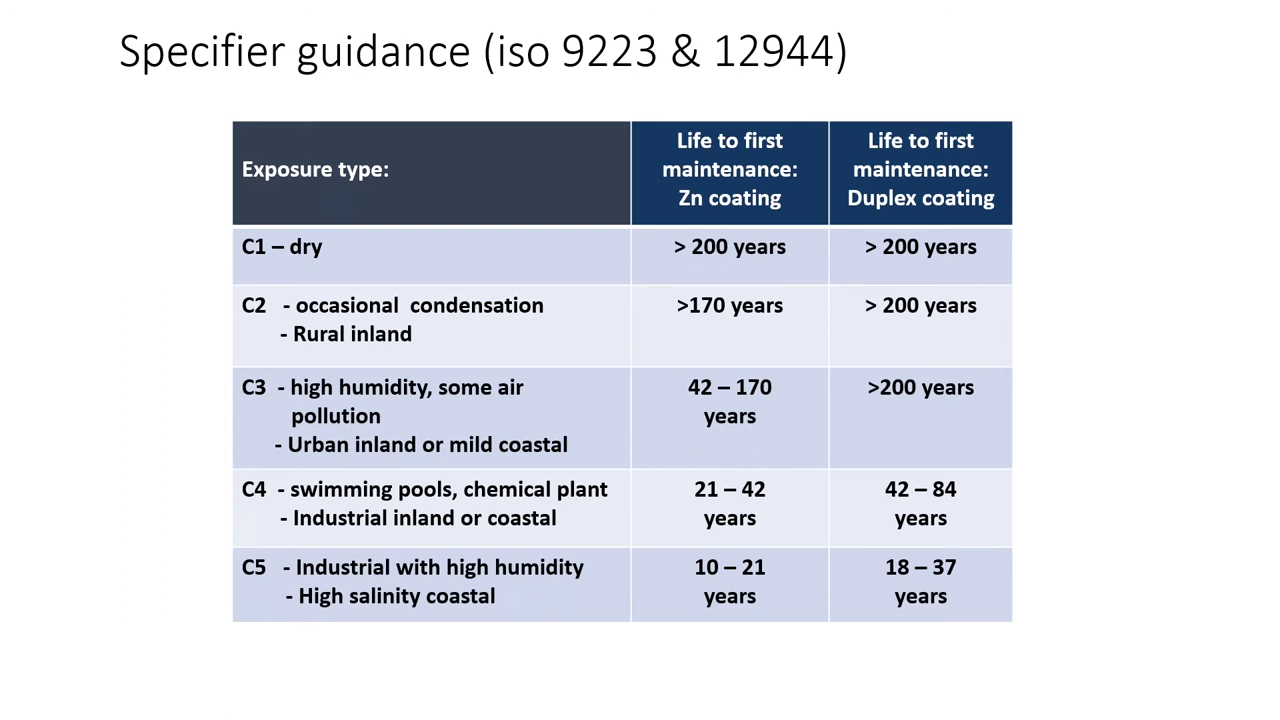 Specifier guidance (iso 9223 & 12944)
Exposure type:
Life to first
maintenance:
Zn coating
Life to first
maintenance:
Duplex coating
C1 – dry
> 200 years
> 200 years
C2 - occasional condensation
- Rural inland
>170 years
> 200 years
C3 - high humidity, some air
pollution
- Urban inland or mild coastal
42 – 170
years
>200 years
C4 - swimming pools, chemical plant
- Industrial inland or coastal
21 – 42
years
42 – 84
years
C5 - Industrial with high humidity
- High salinity coastal
10 – 21
years
18 – 37
years